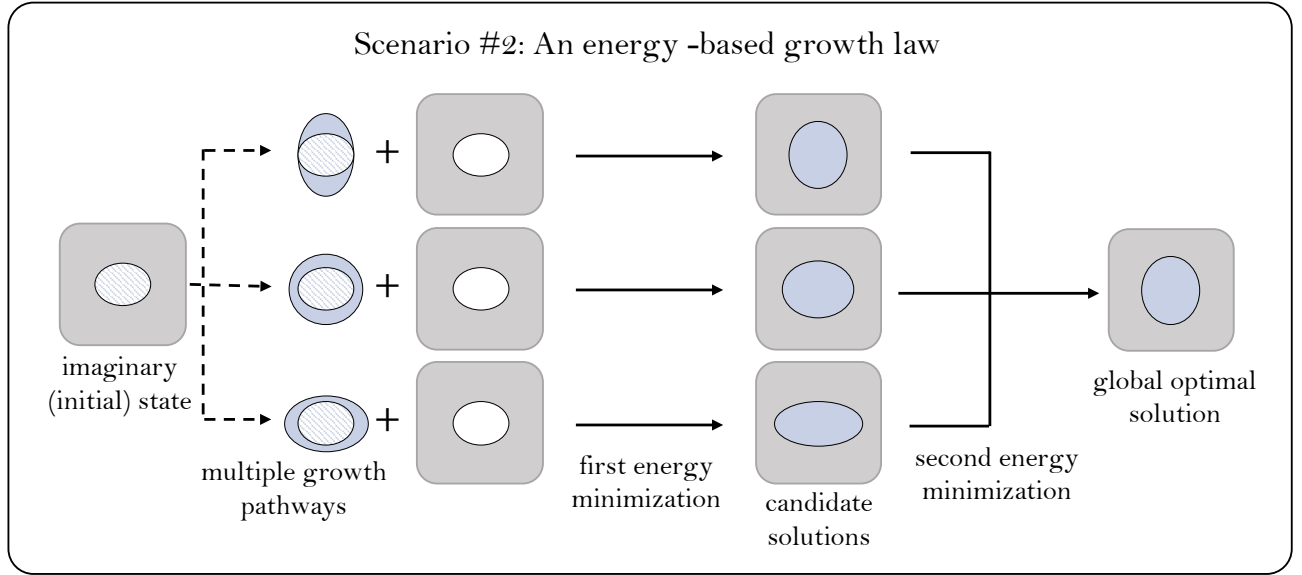 Scenario #2: An energy -based growth law
+
+
+
imaginary
(initial) state
multiple growth
pathways
first energy
minimization
candidate
solutions
second energy
minimization
global optimal
solution